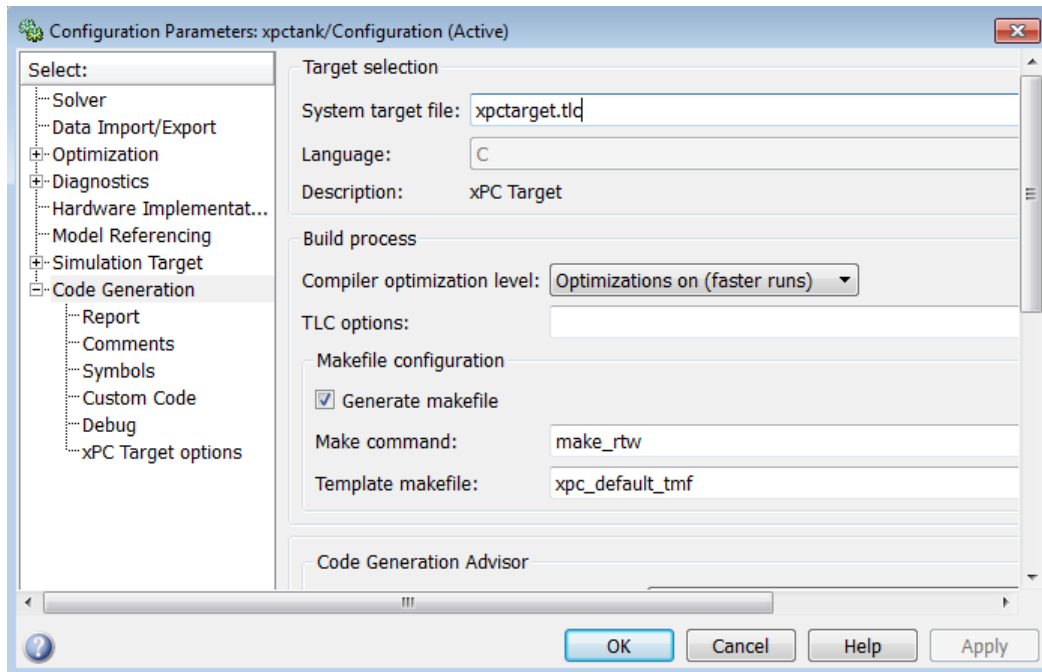 Configuration Parameters: xpctank/Configuration (Active)
Select:
Solver
Data Import/Export
Optimization
Diagnostics
Hardware Implementat...
Model Referencing
Simulation Target
Code Generation
Report
Comments
Symbols
Custom Code
Debug
xPC Target options
Target selection
System target file: xpctarget.tlc
Language: C
Description: xPC Target
Build process
Compiler optimization level: Optimizations on (faster runs)
TLC options:
Makefile configuration
Generate makefile
Make command: make_rtw
Template makefile: xpc_default_tmf
Code Generation Advisor
OK Cancel Help Apply